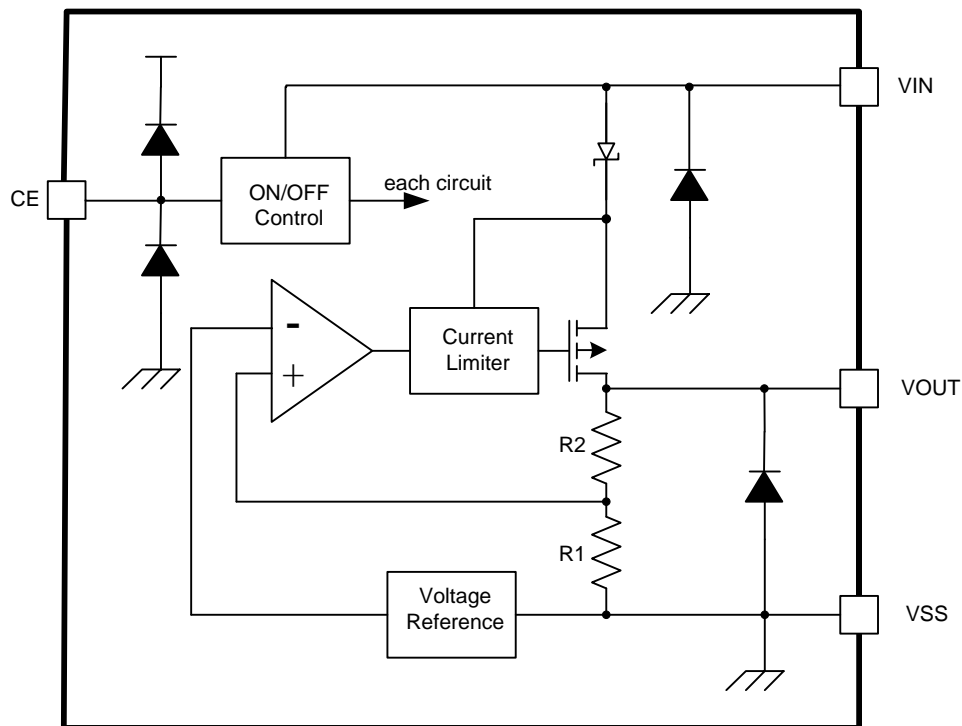 VIN
CE
ON/OFF
Control
each circuit
-
+
Current
Limiter
VOUT
R2
R1
Voltage
Reference
VSS